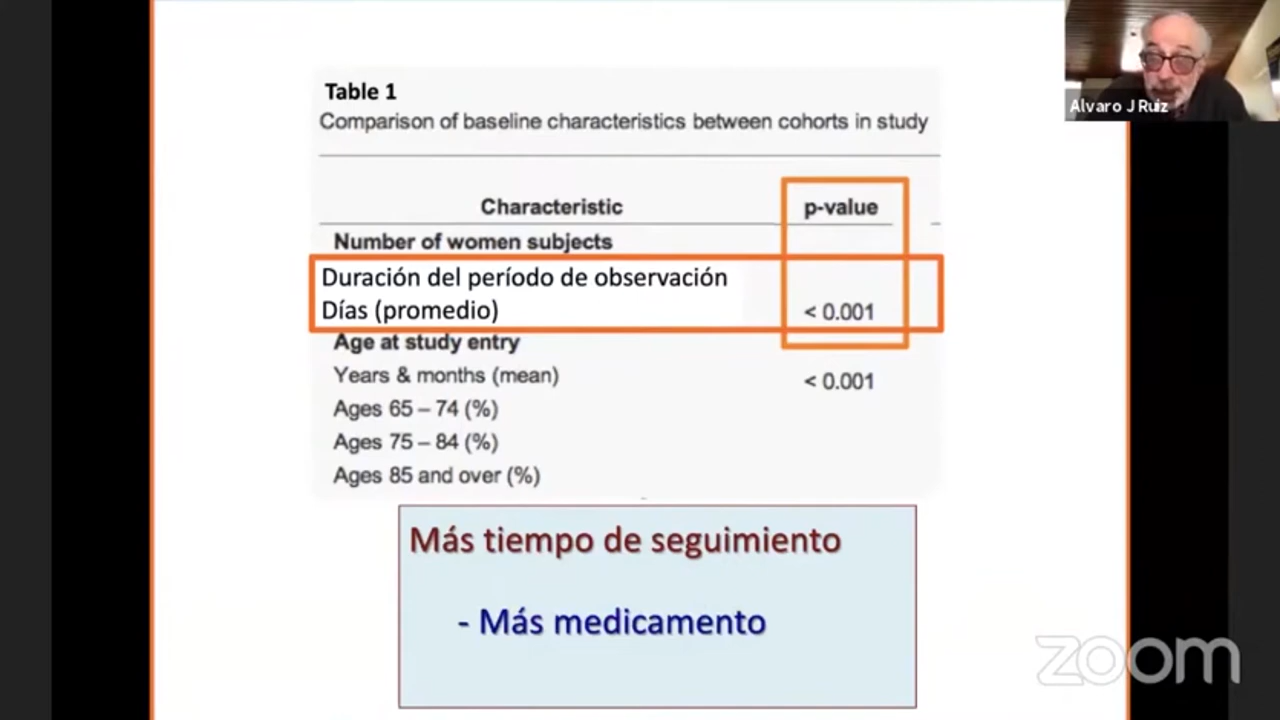 Alvaro J Ruiz
Table 1
Comparison of baseline characteristics between cohorts in study
Characteristic p-value
Number of women subjects
Duración del período de observación
Días (promedio) < 0.001
Age at study entry
Years & months (mean) < 0.001
Ages 65 – 74 (%)
Ages 75 – 84 (%)
Ages 85 and over (%)
Más tiempo de seguimiento
- Más medicamento
zoom